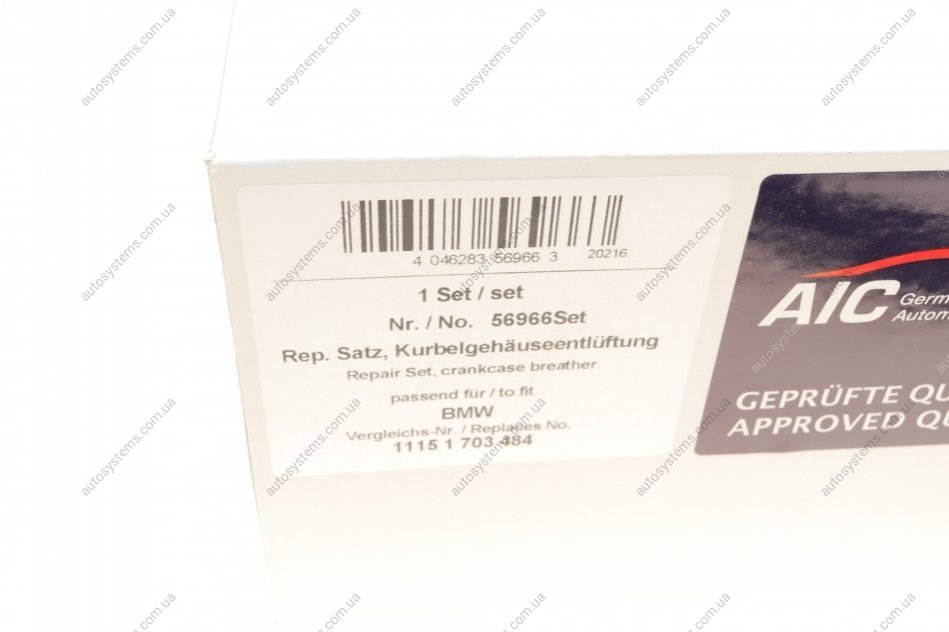 4 046283 56966 3 20216
1 Set / set
Nr. / No. 56966Set
Rep. Satz, Kurbelgehäuseentlüftung
Repair Set, crankcase breather
passend für / to fit
BMW
Vergleichs-Nr. / Replaces No.
1115 1 703 484
AIC
Germ
Autom
GEPRÜFTE QU
APPROVED QU
autosystems.com.ua